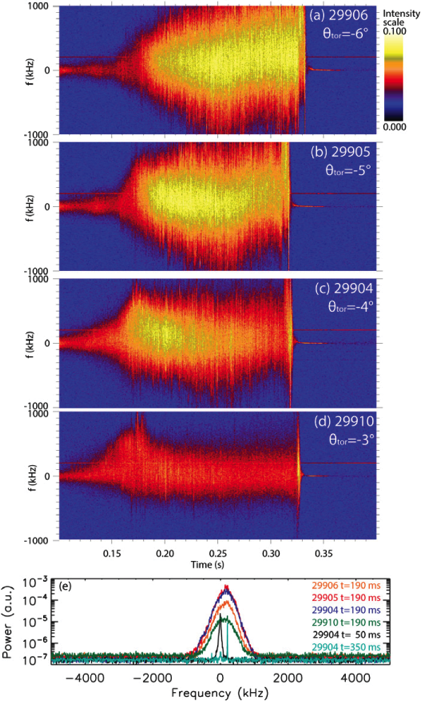 (a) 29906
θtor=-6°
Intensity
scale
0.100
0.000
1000
f (kHz)
0
-1000
(b) 29905
θtor=-5°
1000
f (kHz)
0
-1000
(c) 29904
θtor=-4°
1000
f (kHz)
0
-1000
(d) 29910
θtor=-3°
1000
f (kHz)
0
-1000
0.15 0.20 0.25 0.30 0.35
Time (s)
(e)
29906 t=190 ms
29905 t=190 ms
29904 t=190 ms
29910 t=190 ms
29904 t= 50 ms
29904 t=350 ms
Power (a.u.)
10⁻³
10⁻⁴
10⁻⁵
10⁻⁶
10⁻⁷
−4000 −2000 0 2000 4000
Frequency (kHz)